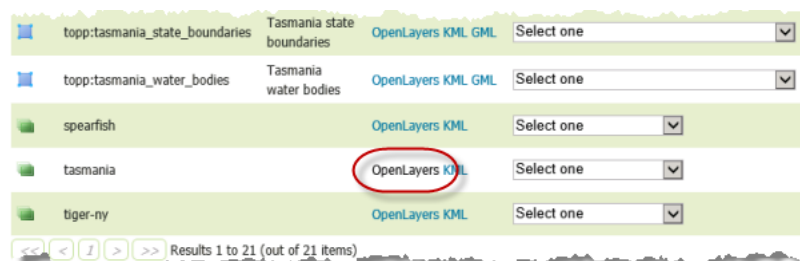 topp:tasmania_state_boundaries Tasmania state boundaries OpenLayers KML GML Select one
topp:tasmania_water_bodies Tasmania water bodies OpenLayers KML GML Select one
spearfish OpenLayers KML Select one
tasmania OpenLayers KML Select one
tiger-ny OpenLayers KML Select one
<< < 1 > >> Results 1 to 21 (out of 21 items)